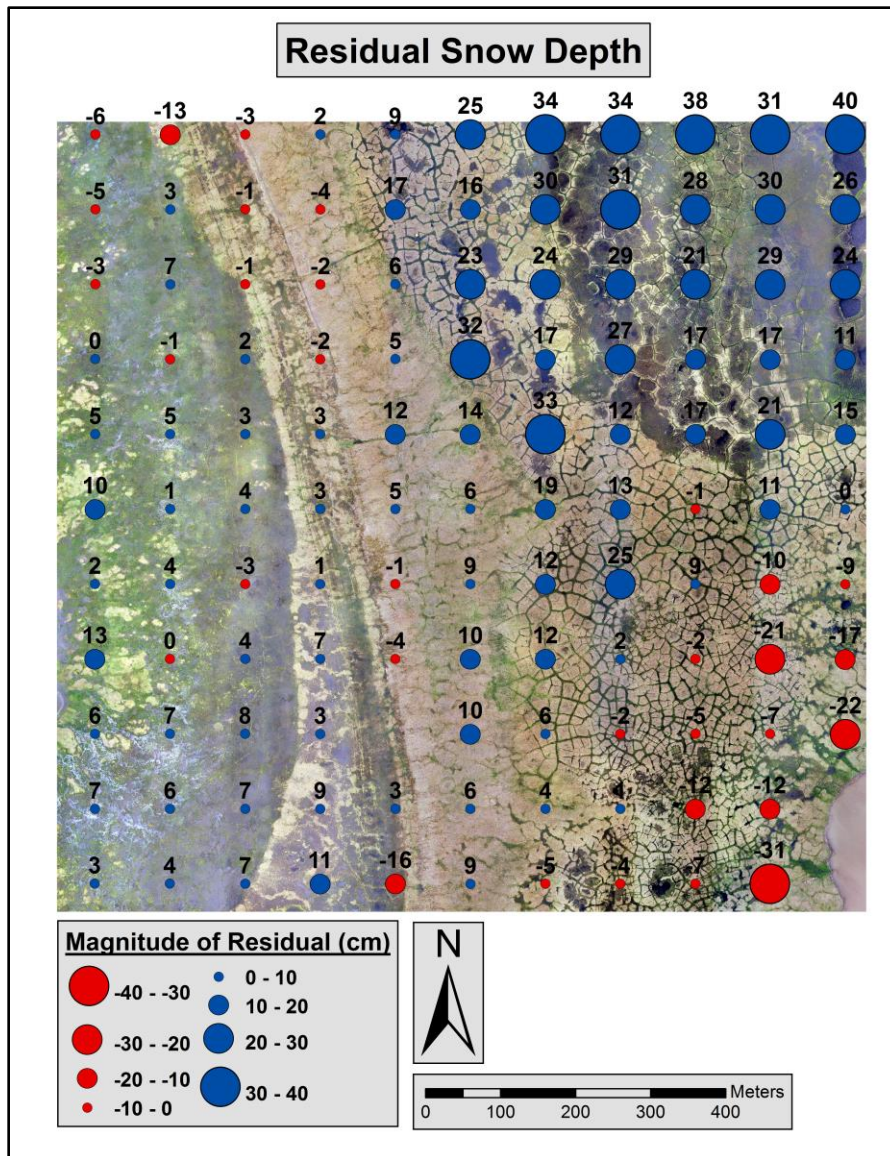 Residual Snow Depth
-6 -13 -3 2 9 25 34 34 38 31 40
-5 3 -1 -4 17 16 30 31 28 30 26
-3 7 -1 -2 6 23 24 29 21 29 24
0 -1 2 -2 5 32 17 27 17 17 11
5 5 3 3 12 14 33 12 17 21 15
10 1 4 3 5 6 19 13 -1 11 0
2 4 -3 1 -1 9 12 25 9 -10 -9
13 0 4 7 -4 10 12 2 -2 -21 -17
6 7 8 3 10 6 -2 -5 -7 -22
7 6 7 9 3 6 4 4 -12 -12
3 4 7 11 -16 9 -5 -4 -7 -31
Magnitude of Residual (cm)
-40 - -30
-30 - -20
-20 - -10
-10 - 0
0 - 10
10 - 20
20 - 30
30 - 40
N
Meters
0 100 200 300 400